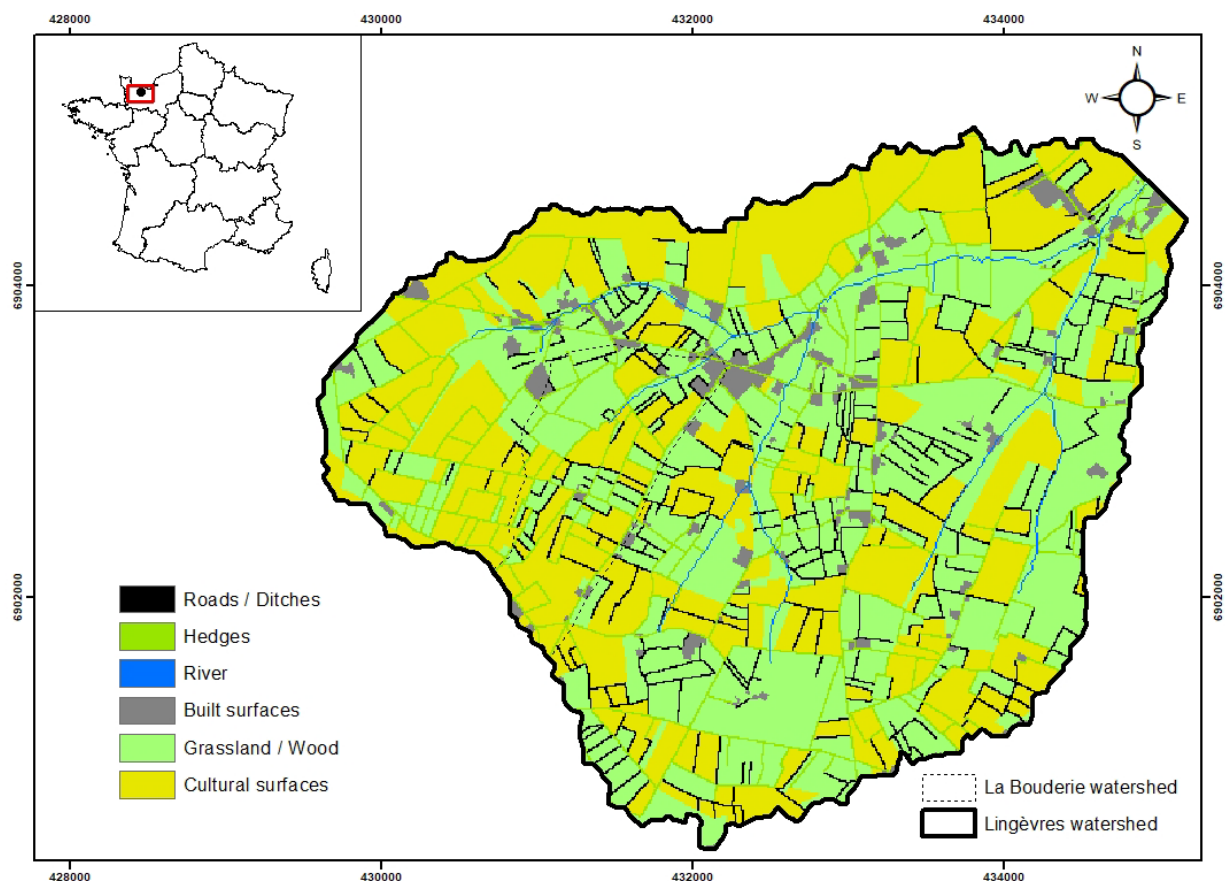 428000
430000
432000
434000
N
W
E
S
6904000
6904000
6902000
6902000
Roads / Ditches
Hedges
River
Built surfaces
Grassland / Wood
Cultural surfaces
La Bouderie watershed
Lingèvres watershed
428000
430000
432000
434000